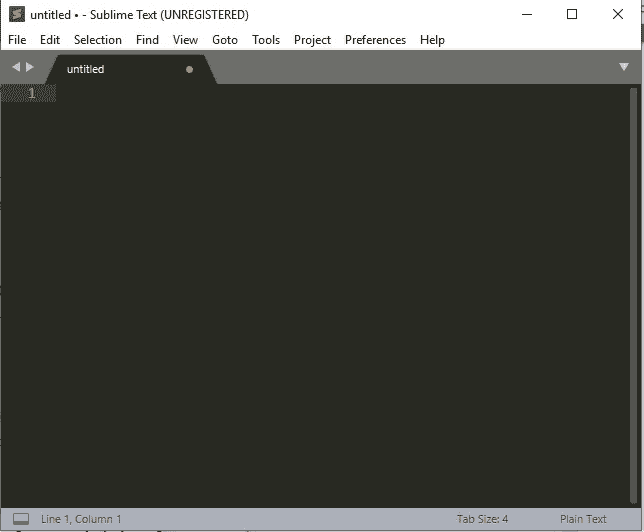 untitled • - Sublime Text (UNREGISTERED)
File Edit Selection Find View Goto Tools Project Preferences Help
untitled
1
Line 1, Column 1 Tab Size: 4 Plain Text